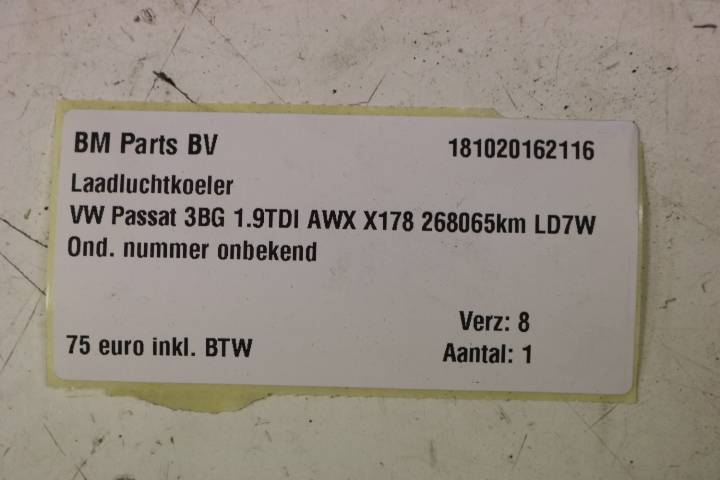 BM Parts BV 181020162116
Laadluchtkoeler
VW Passat 3BG 1.9TDI AWX X178 268065km LD7W
Ond. nummer onbekend
Verz: 8
75 euro inkl. BTW Aantal: 1